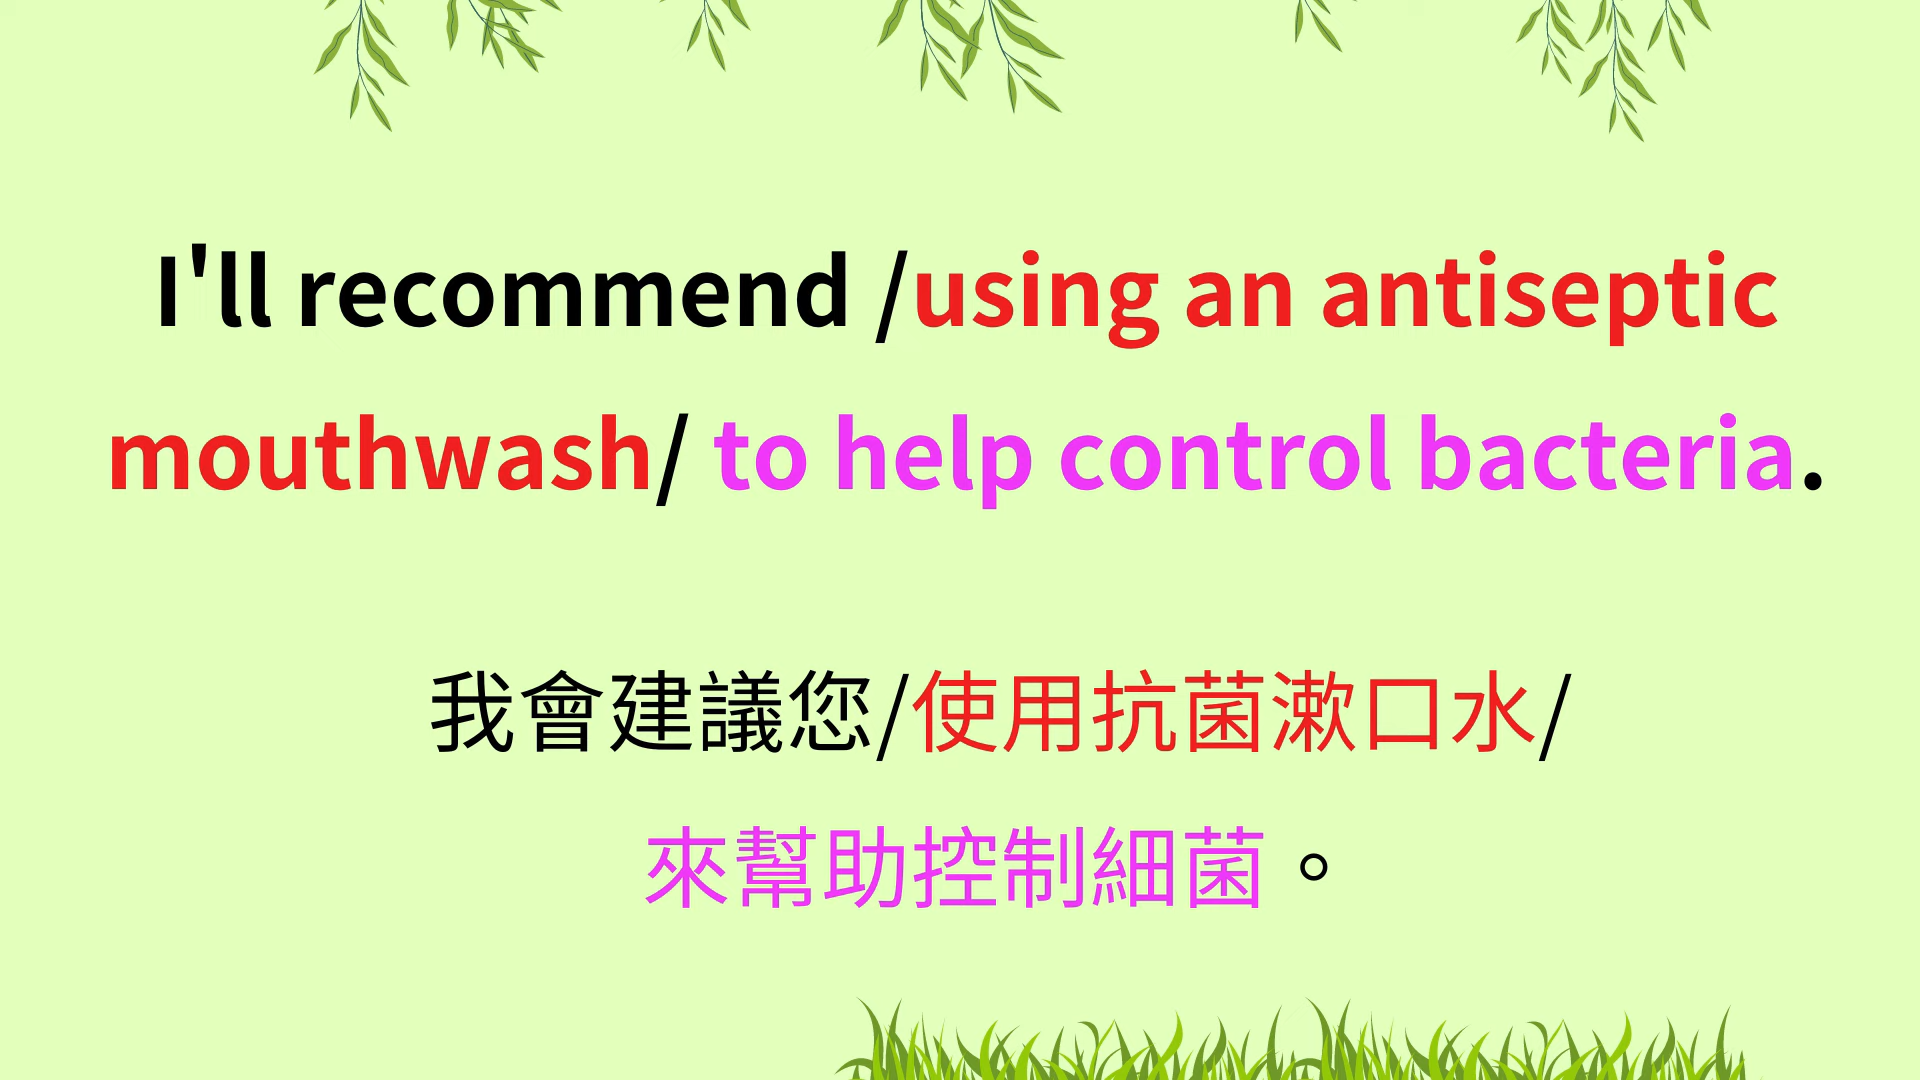 I'll recommend /using an antiseptic
mouthwash/ to help control bacteria.
我會建議您/使用抗菌漱口水/
來幫助控制細菌。